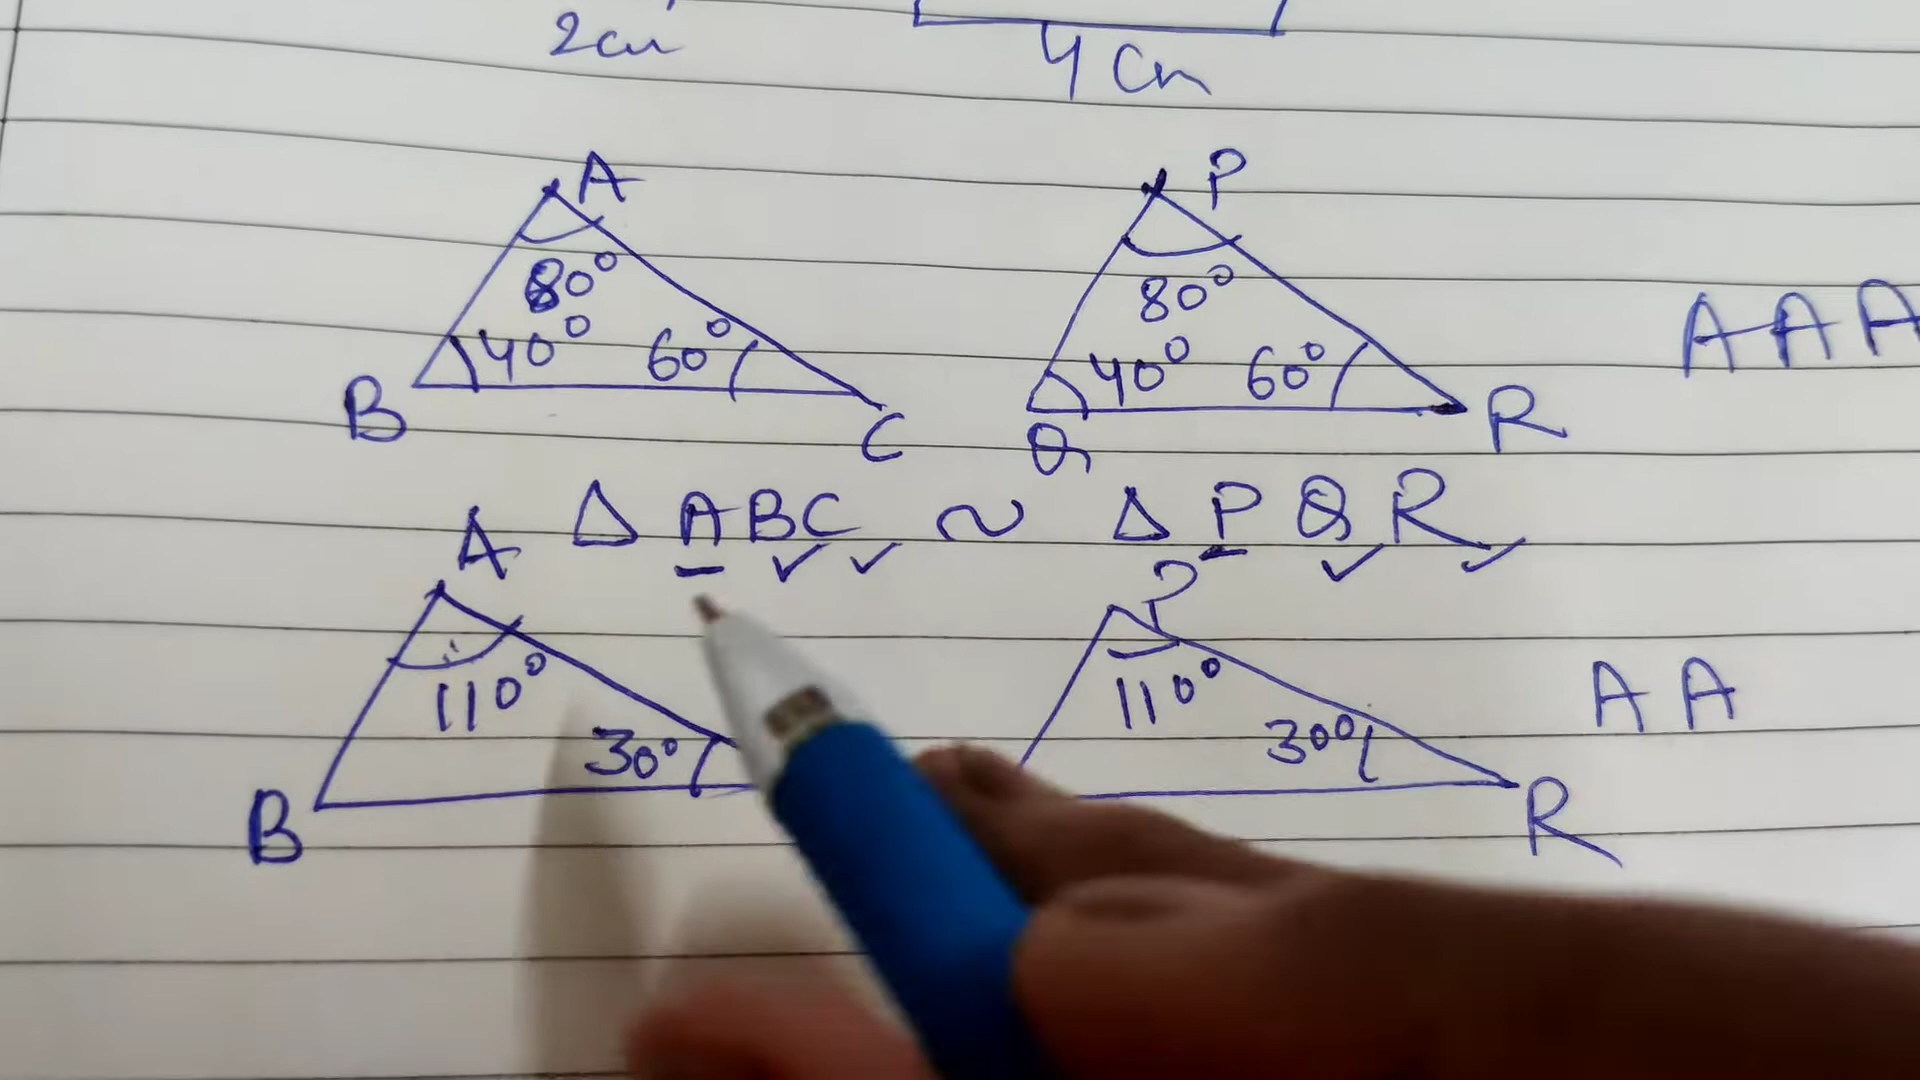 2cm
4 Cm
A P
80° 80°
40° 60° 40° 60° AAA
B C Q R
Δ ABC ~ Δ PQR
A P
110° 110°
30° 30° AA
B R